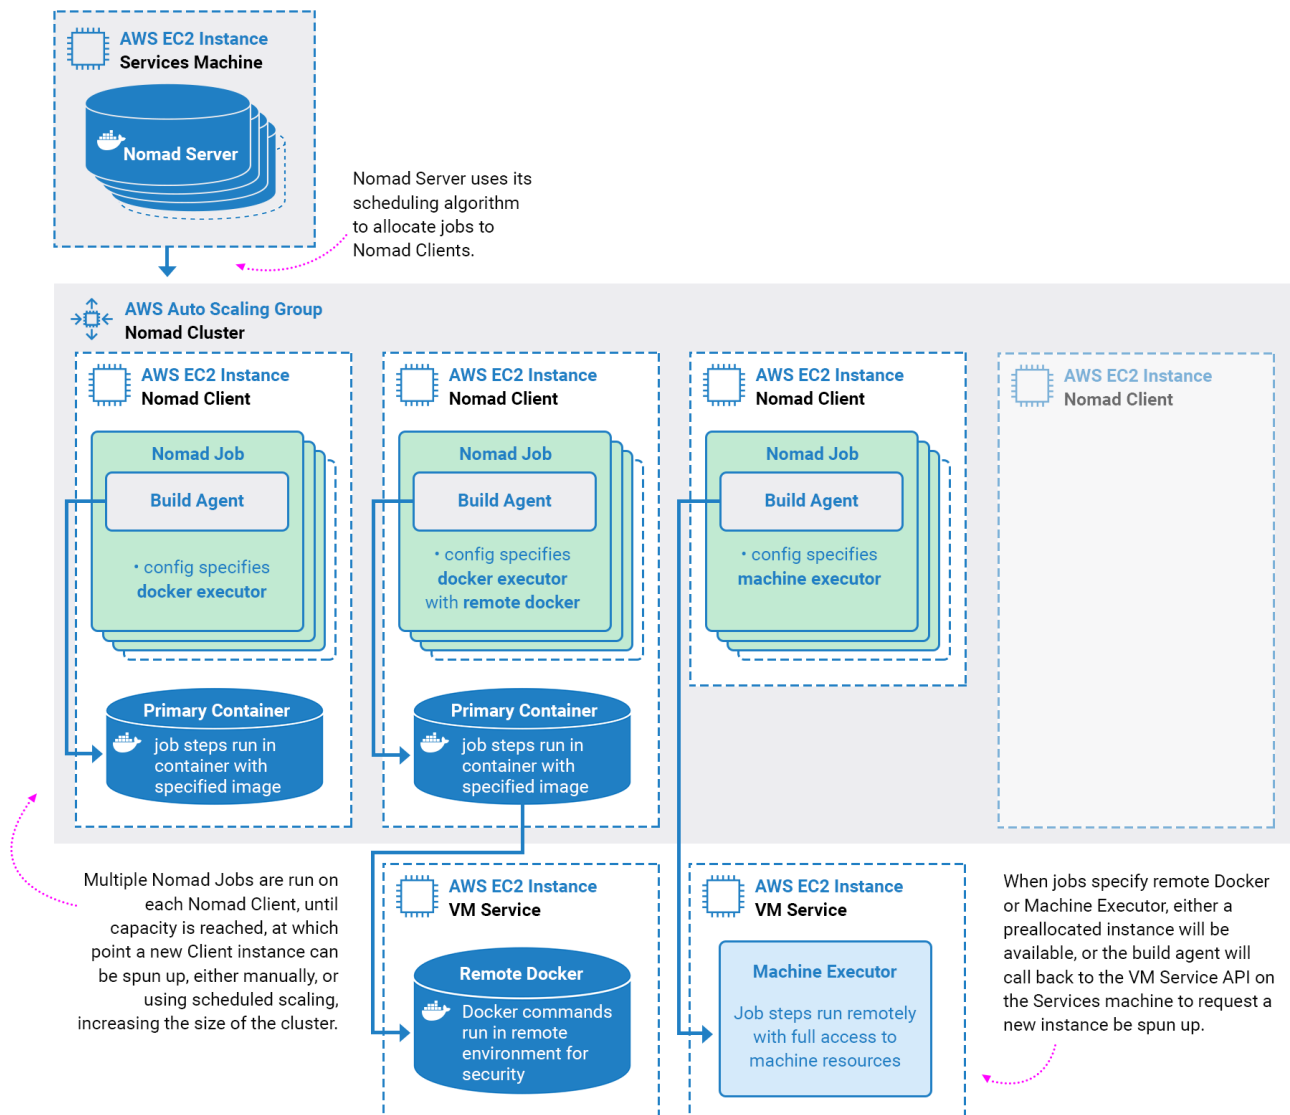 AWS EC2 Instance
Services Machine
Nomad Server
Nomad Server uses its
scheduling algorithm
to allocate jobs to
Nomad Clients.
AWS Auto Scaling Group
Nomad Cluster
AWS EC2 Instance
Nomad Client
Nomad Job
Build Agent
• config specifies
docker executor
Primary Container
job steps run in
container with
specified image
AWS EC2 Instance
Nomad Client
Nomad Job
Build Agent
• config specifies
docker executor
with remote docker
Primary Container
job steps run in
container with
specified image
AWS EC2 Instance
Nomad Client
Nomad Job
Build Agent
• config specifies
machine executor
AWS EC2 Instance
Nomad Client
Multiple Nomad Jobs are run on
each Nomad Client, until
capacity is reached, at which
point a new Client instance can
be spun up, either manually, or
using scheduled scaling,
increasing the size of the cluster.
AWS EC2 Instance
VM Service
Remote Docker
Docker commands
run in remote
environment for
security
AWS EC2 Instance
VM Service
Machine Executor
Job steps run remotely
with full access to
machine resources
When jobs specify remote Docker
or Machine Executor, either a
preallocated instance will be
available, or the build agent will
call back to the VM Service API on
the Services machine to request a
new instance be spun up.